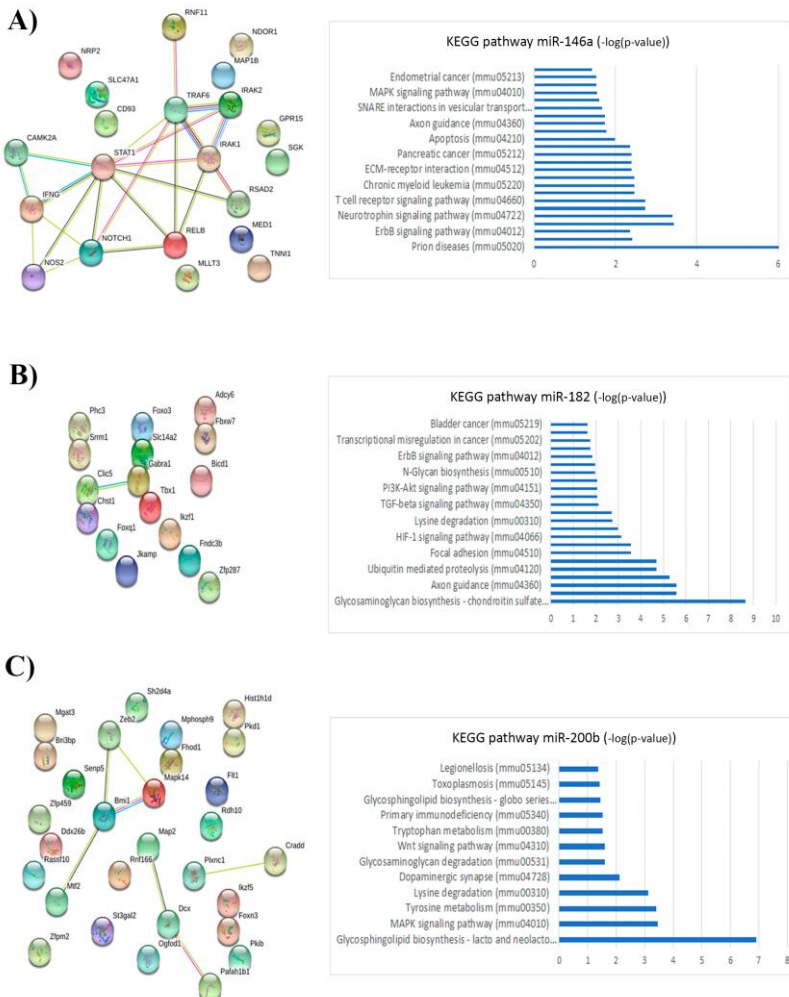 A)
RNF11
NDOR1
NRP2
MAP1B
SLC47A1
TRAF6
IRAK2
CD93
GPR15
CAMK2A
STAT1
IRAK1
SGK
IFNG
RSAD2
NOTCH1
RELB
MED1
NOS2
MLLT3
TNNI1
KEGG pathway miR-146a (-log(p-value))
Endometrial cancer (mmu05213)
MAPK signaling pathway (mmu04010)
SNARE interactions in vesicular transport...
Axon guidance (mmu04360)
Apoptosis (mmu04210)
Pancreatic cancer (mmu05212)
ECM-receptor interaction (mmu04512)
Chronic myeloid leukemia (mmu05220)
T cell receptor signaling pathway (mmu04660)
Neurotrophin signaling pathway (mmu04722)
ErbB signaling pathway (mmu04012)
Prion diseases (mmu05020)
0 2 4 6
B)
Adcy6
Phc3
Foxo3
Fbxw7
Srrm1
Slc14a2
Gabra1
Bicd1
Clic5
Tbx1
Chst1
Ikzf1
Foxq1
Fndc3b
Jkamp
Zfp287
KEGG pathway miR-182 (-log(p-value))
Bladder cancer (mmu05219)
Transcriptional misregulation in cancer (mmu05202)
ErbB signaling pathway (mmu04012)
N-Glycan biosynthesis (mmu00510)
PI3K-Akt signaling pathway (mmu04151)
TGF-beta signaling pathway (mmu04350)
Lysine degradation (mmu00310)
HIF-1 signaling pathway (mmu04066)
Focal adhesion (mmu04510)
Ubiquitin mediated proteolysis (mmu04120)
Axon guidance (mmu04360)
Glycosaminoglycan biosynthesis - chondroitin sulfate...
0 1 2 3 4 5 6 7 8 9 10
C)
Sh2d4a
Hist1h1d
Mgat3
Zeb2
Mphosph9
Pkd1
Bri3bp
Fhod1
Senp5
Mapk14
Flt1
Bmi1
Zfp459
Rdh10
Ddx26b
Map2
Cradd
Rassf10
Rnf166
Plxnc1
Mtf2
Ikzf5
St3gal2
Dcx
Foxn3
Zfpm2
Ogfod1
Pkib
Pafah1b1
KEGG pathway miR-200b (-log(p-value))
Legionellosis (mmu05134)
Toxoplasmosis (mmu05145)
Glycosphingolipid biosynthesis - globo series...
Primary immunodeficiency (mmu05340)
Tryptophan metabolism (mmu00380)
Wnt signaling pathway (mmu04310)
Glycosaminoglycan degradation (mmu00531)
Dopaminergic synapse (mmu04728)
Lysine degradation (mmu00310)
Tyrosine metabolism (mmu00350)
MAPK signaling pathway (mmu04010)
Glycosphingolipid biosynthesis - lacto and neolacto...
0 1 2 3 4 5 6 7 8